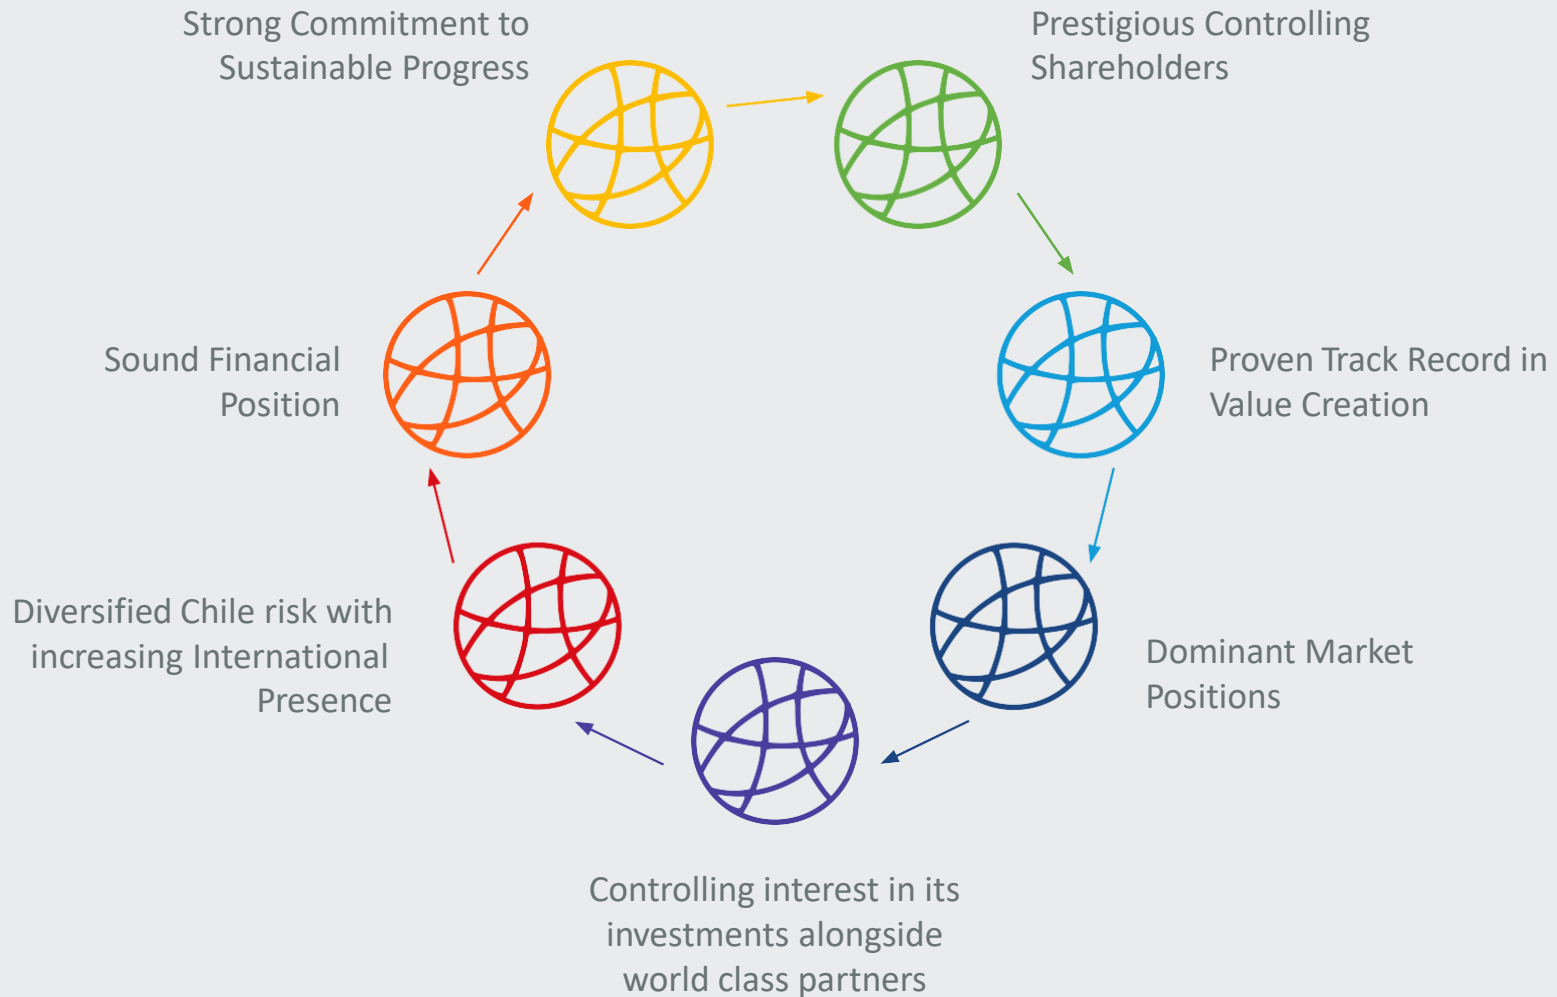 Strong Commitment to
Sustainable Progress
Prestigious Controlling
Shareholders
Sound Financial
Position
Proven Track Record in
Value Creation
Diversified Chile risk with
increasing International
Presence
Dominant Market
Positions
Controlling interest in its
investments alongside
world class partners